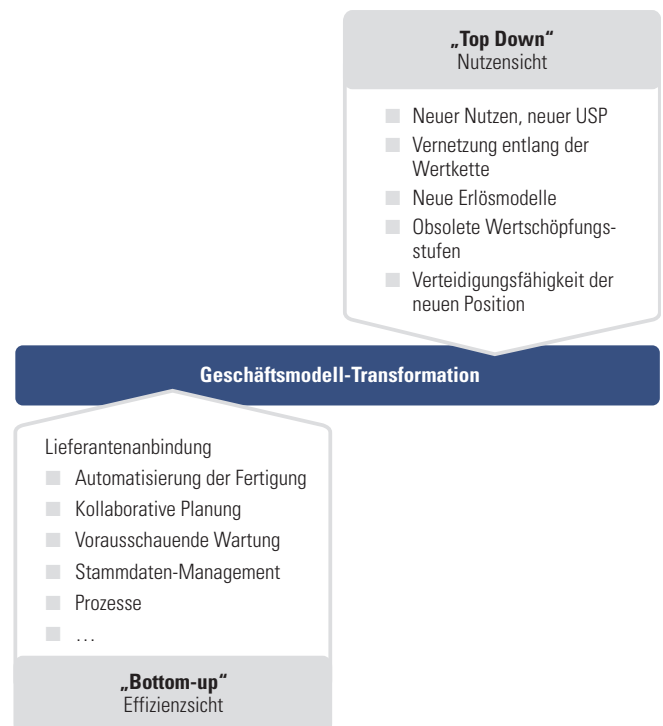 „Top Down“
Nutzensicht
■ Neuer Nutzen, neuer USP
■ Vernetzung entlang der
Wertkette
■ Neue Erlösmodelle
■ Obsolete Wertschöpfungs-
stufen
■ Verteidigungsfähigkeit der
neuen Position
Geschäftsmodell-Transformation
Lieferantenanbindung
■ Automatisierung der Fertigung
■ Kollaborative Planung
■ Vorausschauende Wartung
■ Stammdaten-Management
■ Prozesse
■ …
„Bottom-up“
Effizienzsicht